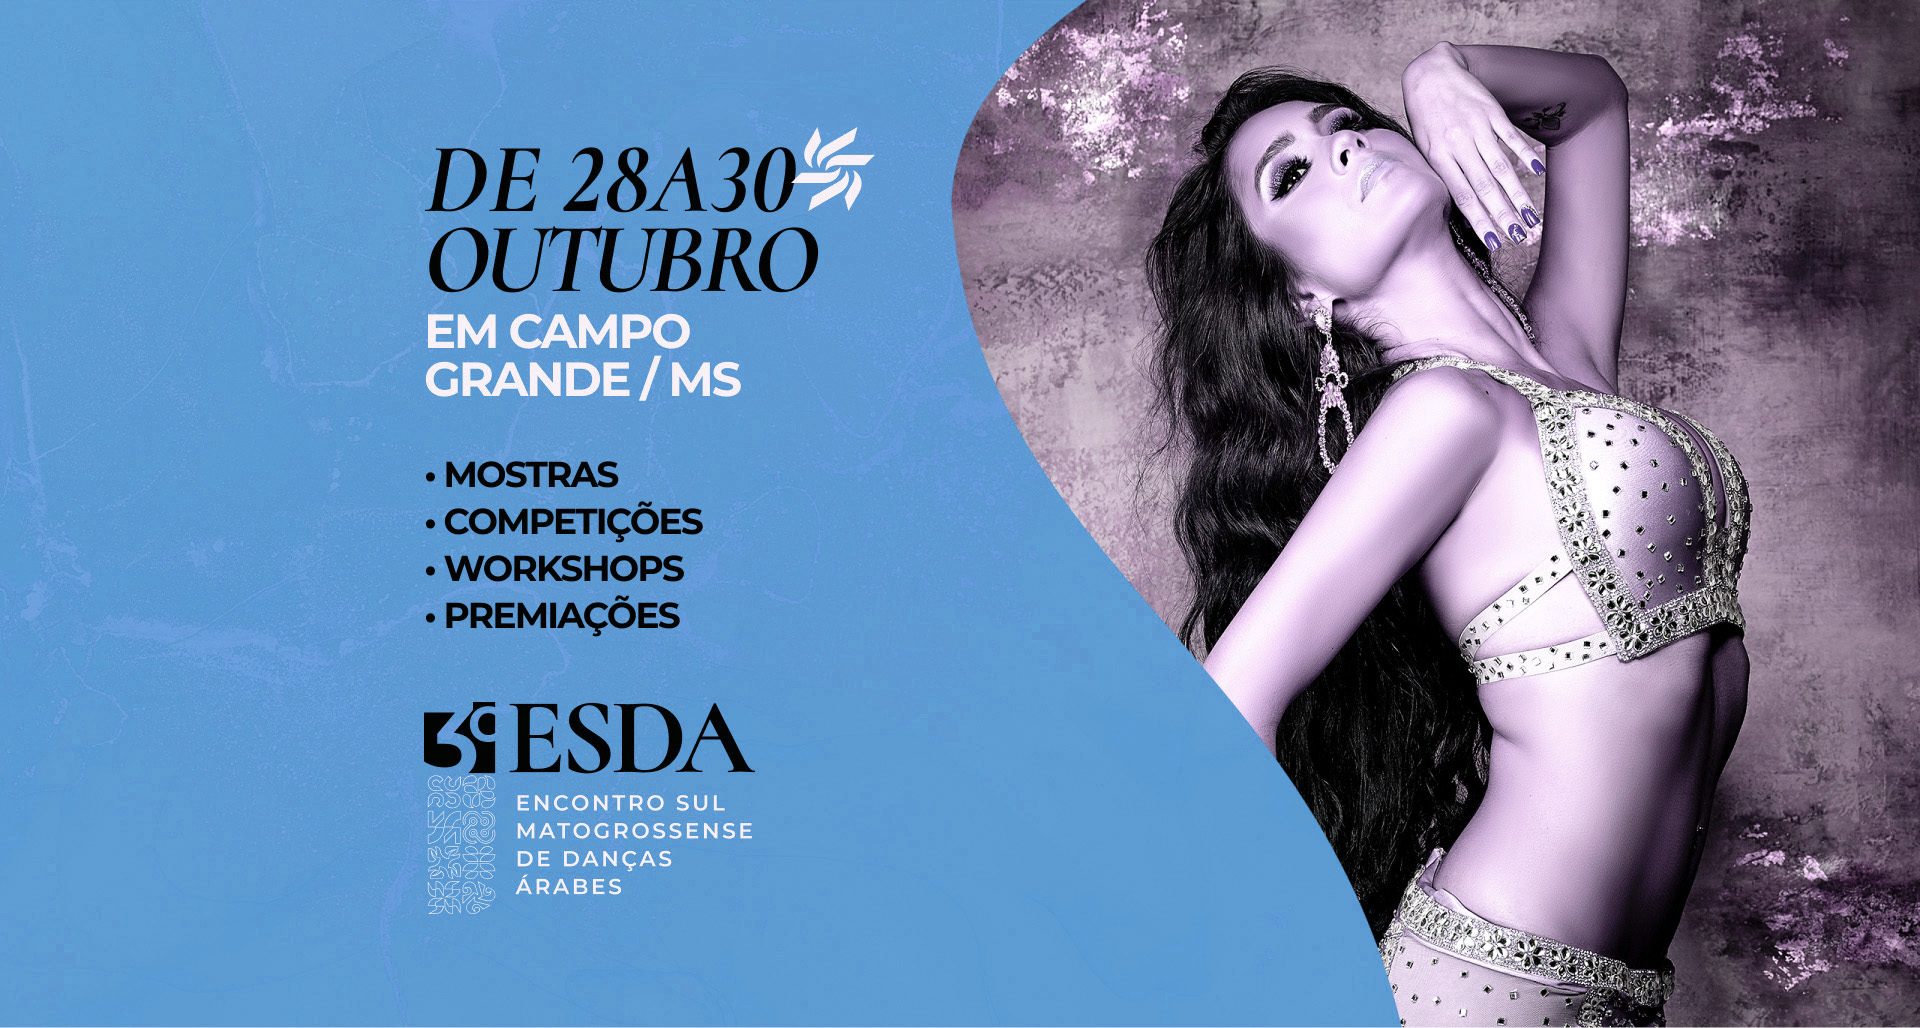 DE 28A30
OUTUBRO
EM CAMPO
GRANDE / MS
• MOSTRAS
• COMPETIÇÕES
• WORKSHOPS
• PREMIAÇÕES
3º ESDA
ENCONTRO SUL
MATOGROSSENSE
DE DANÇAS
ÁRABES